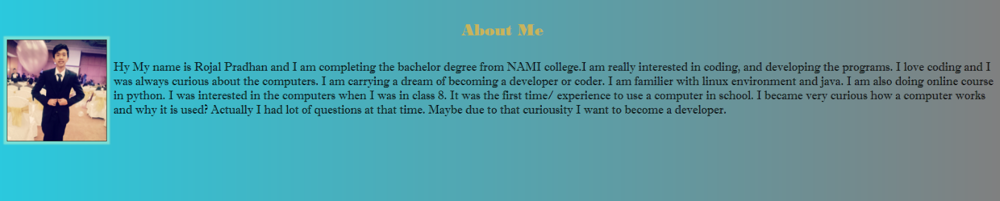 About Me
Hy My name is Rojal Pradhan and I am completing the bachelor degree from NAMI college.I am really interested in coding, and developing the programs. I love coding and I
was always curious about the computers. I am carrying a dream of becoming a developer or coder. I am familier with linux environment and java. I am also doing online course
in python. I was interested in the computers when I was in class 8. It was the first time/ experience to use a computer in school. I became very curious how a computer works
and why it is used? Actually I had lot of questions at that time. Maybe due to that curiousity I want to become a developer.